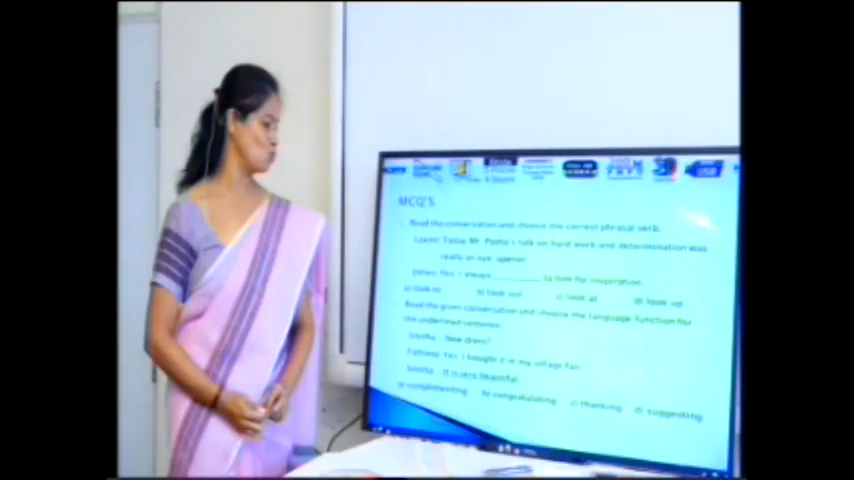 MCQ'S
Read the conversation and choose the correct phrasal verb.
Laxmi: Today Mr. Pasha's talk on hard work and determination was
really an eye opener.
James: Yes, I always __________ to him for inspiration.
a) look to b) look out c) look at d) look up
Read the given conversation and choose the language function for
the underlined sentence.
Smitha: New dress?
Fathima: Yes, I bought it in my village fair.
Smitha: It is very beautiful.
a) complimenting b) congratulating c) thanking d) suggesting